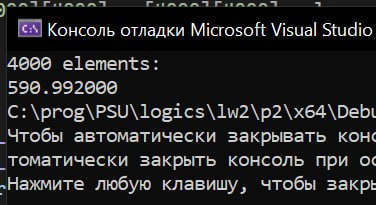 Консоль отладки Microsoft Visual Studio
4000 elements:
590.992000
C:\prog\PSU\logics\lw2\p2\x64\Debu
Чтобы автоматически закрывать конс
томатически закрыть консоль при ос
Нажмите любую клавишу, чтобы закры